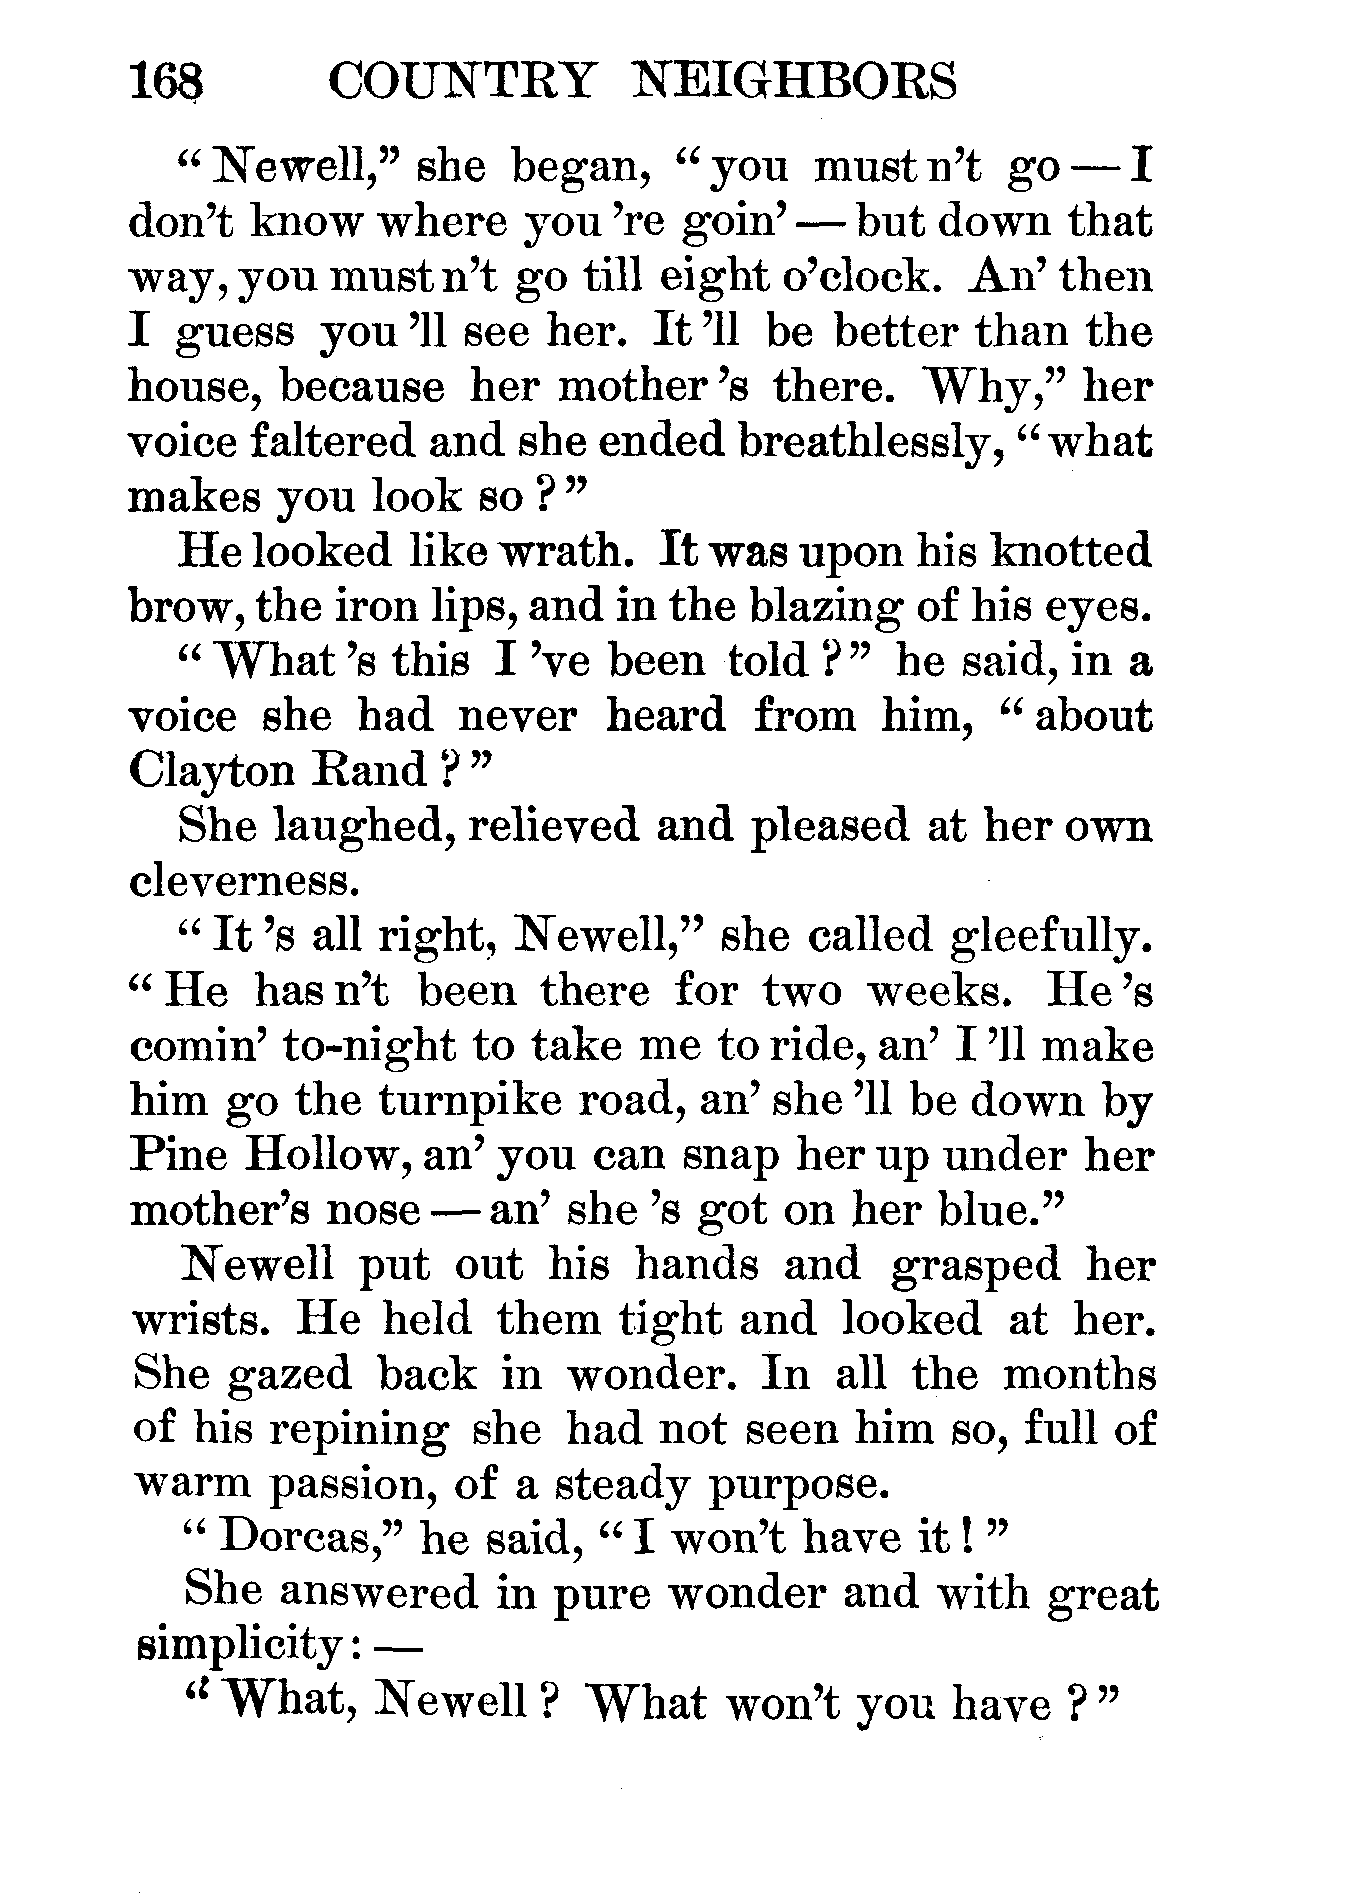 168 COUNTRY NEIGHBORS
“Newell,” she began, “you mustn’t go—I
don’t know where you ’re goin’—but down that
way, you mustn’t go till eight o’clock. An’ then
I guess you ’ll see her. It ’ll be better than the
house, because her mother ’s there. Why,” her
voice faltered and she ended breathlessly, “what
makes you look so?”
He looked like wrath. It was upon his knotted
brow, the iron lips, and in the blazing of his eyes.
“What ’s this I ’ve been told?” he said, in a
voice she had never heard from him, “about
Clayton Rand?”
She laughed, relieved and pleased at her own
cleverness.
“It ’s all right, Newell,” she called gleefully.
“He has n’t been there for two weeks. He ’s
comin’ to-night to take me to ride, an’ I ’ll make
him go the turnpike road, an’ she ’ll be down by
Pine Hollow, an’ you can snap her up under her
mother’s nose—an’ she ’s got on her blue.”
Newell put out his hands and grasped her
wrists. He held them tight and looked at her.
She gazed back in wonder. In all the months
of his repining she had not seen him so, full of
warm passion, of a steady purpose.
“Dorcas,” he said, “I won’t have it!”
She answered in pure wonder and with great
simplicity:—
“What, Newell? What won’t you have?”